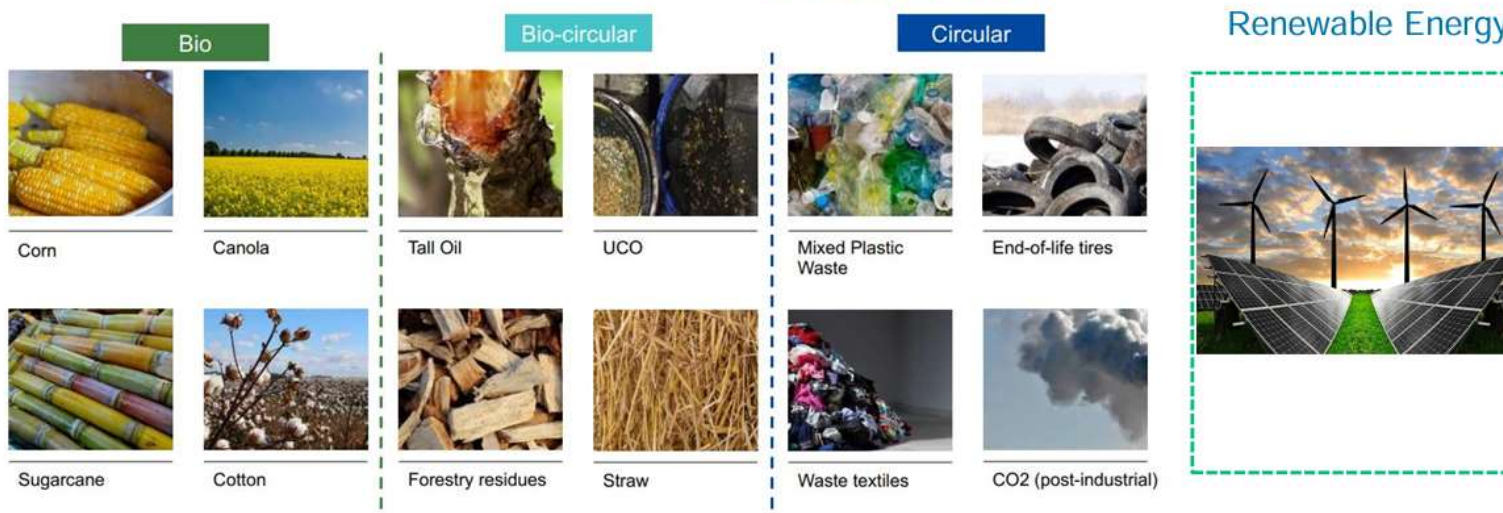 Bio
Bio-circular
Circular
Renewable Energy
Corn
Canola
Tall Oil
UCO
Mixed Plastic
Waste
End-of-life tires
Sugarcane
Cotton
Forestry residues
Straw
Waste textiles
CO2 (post-industrial)